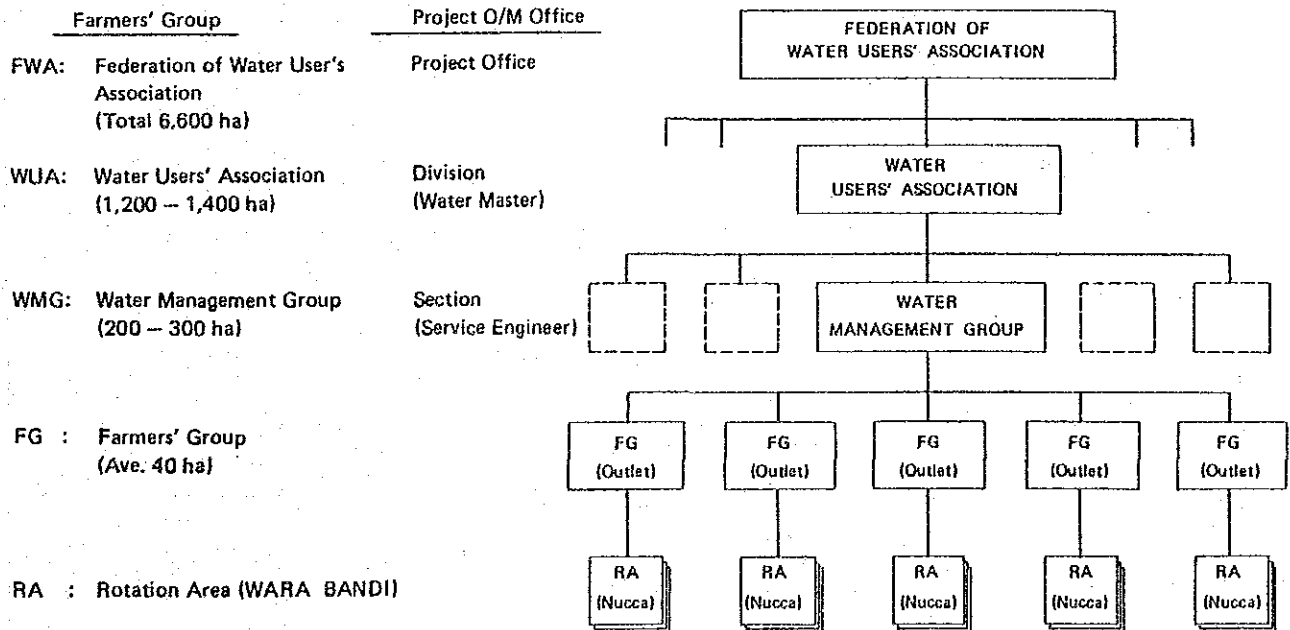 Farmers' Group
Project O/M Office
FWA: Federation of Water User's
Association
(Total 6,600 ha)
Project Office
WUA: Water Users' Association
(1,200 – 1,400 ha)
Division
(Water Master)
WMG: Water Management Group
(200 – 300 ha)
Section
(Service Engineer)
FG : Farmers' Group
(Ave. 40 ha)
RA : Rotation Area (WARA BANDI)
FEDERATION OF
WATER USERS' ASSOCIATION
WATER
USERS' ASSOCIATION
WATER
MANAGEMENT GROUP
FG
(Outlet)
FG
(Outlet)
FG
(Outlet)
FG
(Outlet)
FG
(Outlet)
RA
(Nucca)
RA
(Nucca)
RA
(Nucca)
RA
(Nucca)
RA
(Nucca)